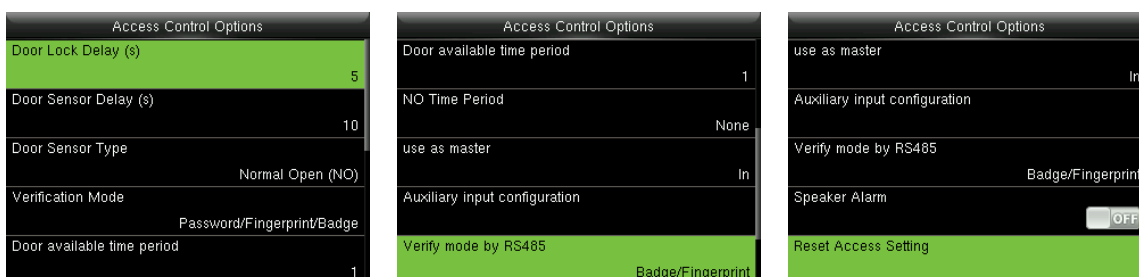 Access Control Options
Door Lock Delay (s)
5
Door Sensor Delay (s)
10
Door Sensor Type
Normal Open (NO)
Verification Mode
Password/Fingerprint/Badge
Door available time period
1
Access Control Options
Door available time period
1
NO Time Period
None
use as master
In
Auxiliary input configuration
Verify mode by RS485
Badge/Fingerprint
Access Control Options
use as master
In
Auxiliary input configuration
Verify mode by RS485
Badge/Fingerprint
Speaker Alarm
OFF
Reset Access Setting